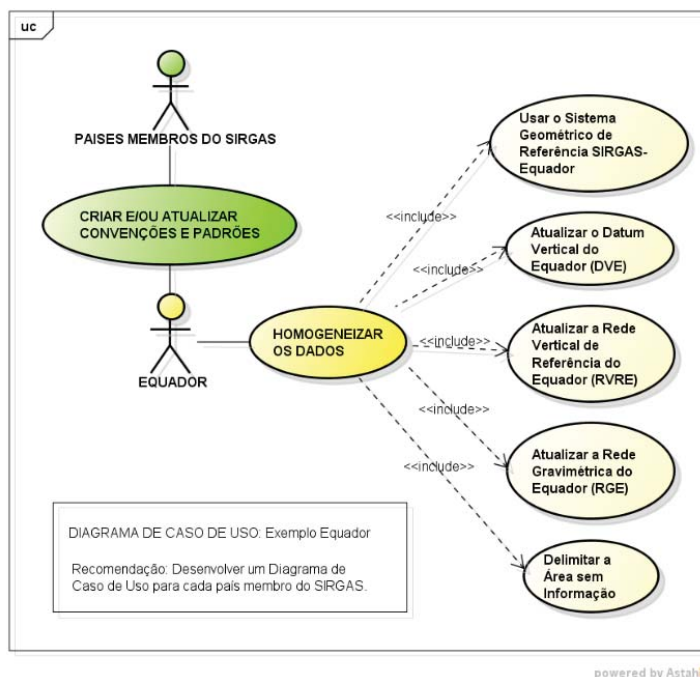 uc
PAISES MEMBROS DO SIRGAS
CRIAR E/OU ATUALIZAR
CONVENÇÕES E PADRÕES
EQUADOR
HOMOGENEIZAR
OS DADOS
<<include>>
<<include>>
<<include>>
<<include>>
<<include>>
Usar o Sistema
Geométrico de
Referência SIRGAS-
Equador
Atualizar o Datum
Vertical do
Equador (DVE)
Atualizar a Rede
Vertical de
Referência do
Equador (RVRE)
Atualizar a Rede
Gravimétrica do
Equador (RGE)
Delimitar a
Área sem
Informação
DIAGRAMA DE CASO DE USO: Exemplo Equador
Recomendação: Desenvolver um Diagrama de
Caso de Uso para cada país membro do SIRGAS.
powered by Astah